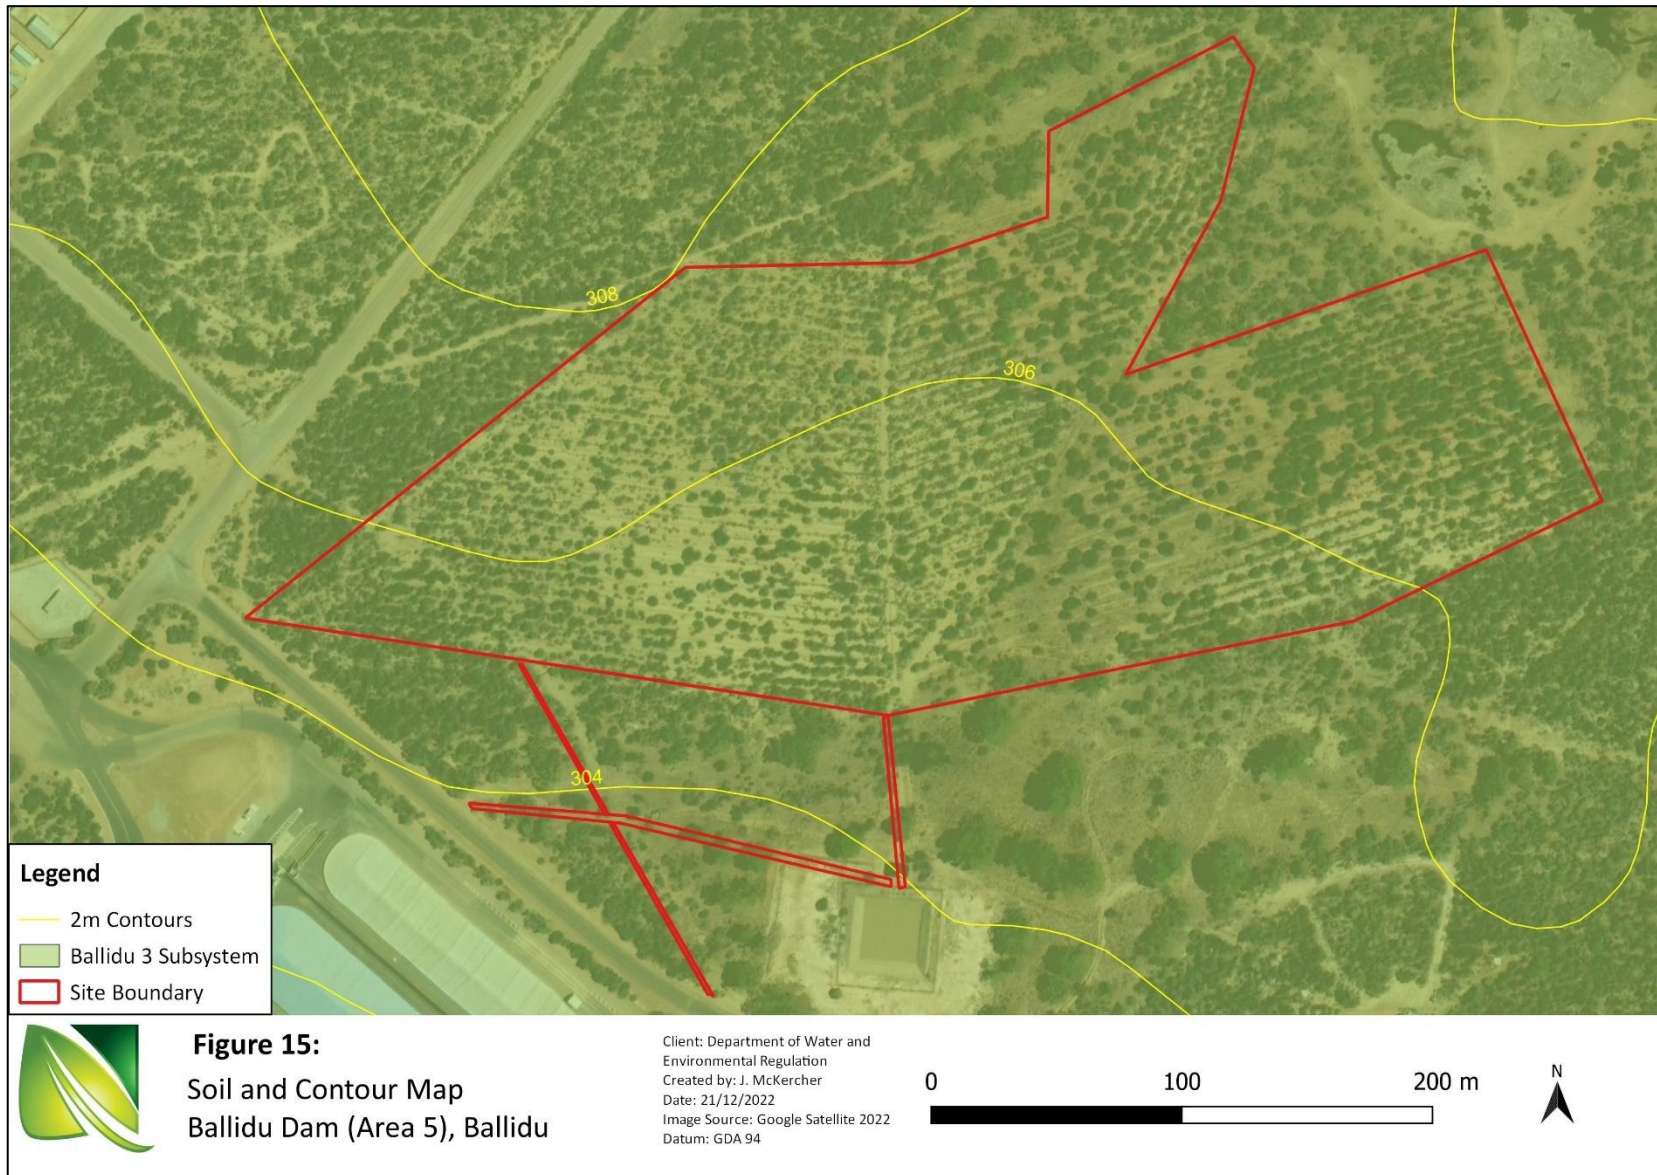 308
306
304
Legend
2m Contours
Ballidu 3 Subsystem
Site Boundary
Figure 15:
Soil and Contour Map
Ballidu Dam (Area 5), Ballidu
Client: Department of Water and
Environmental Regulation
Created by: J. McKercher
Date: 21/12/2022
Image Source: Google Satellite 2022
Datum: GDA 94
0 100 200 m
N